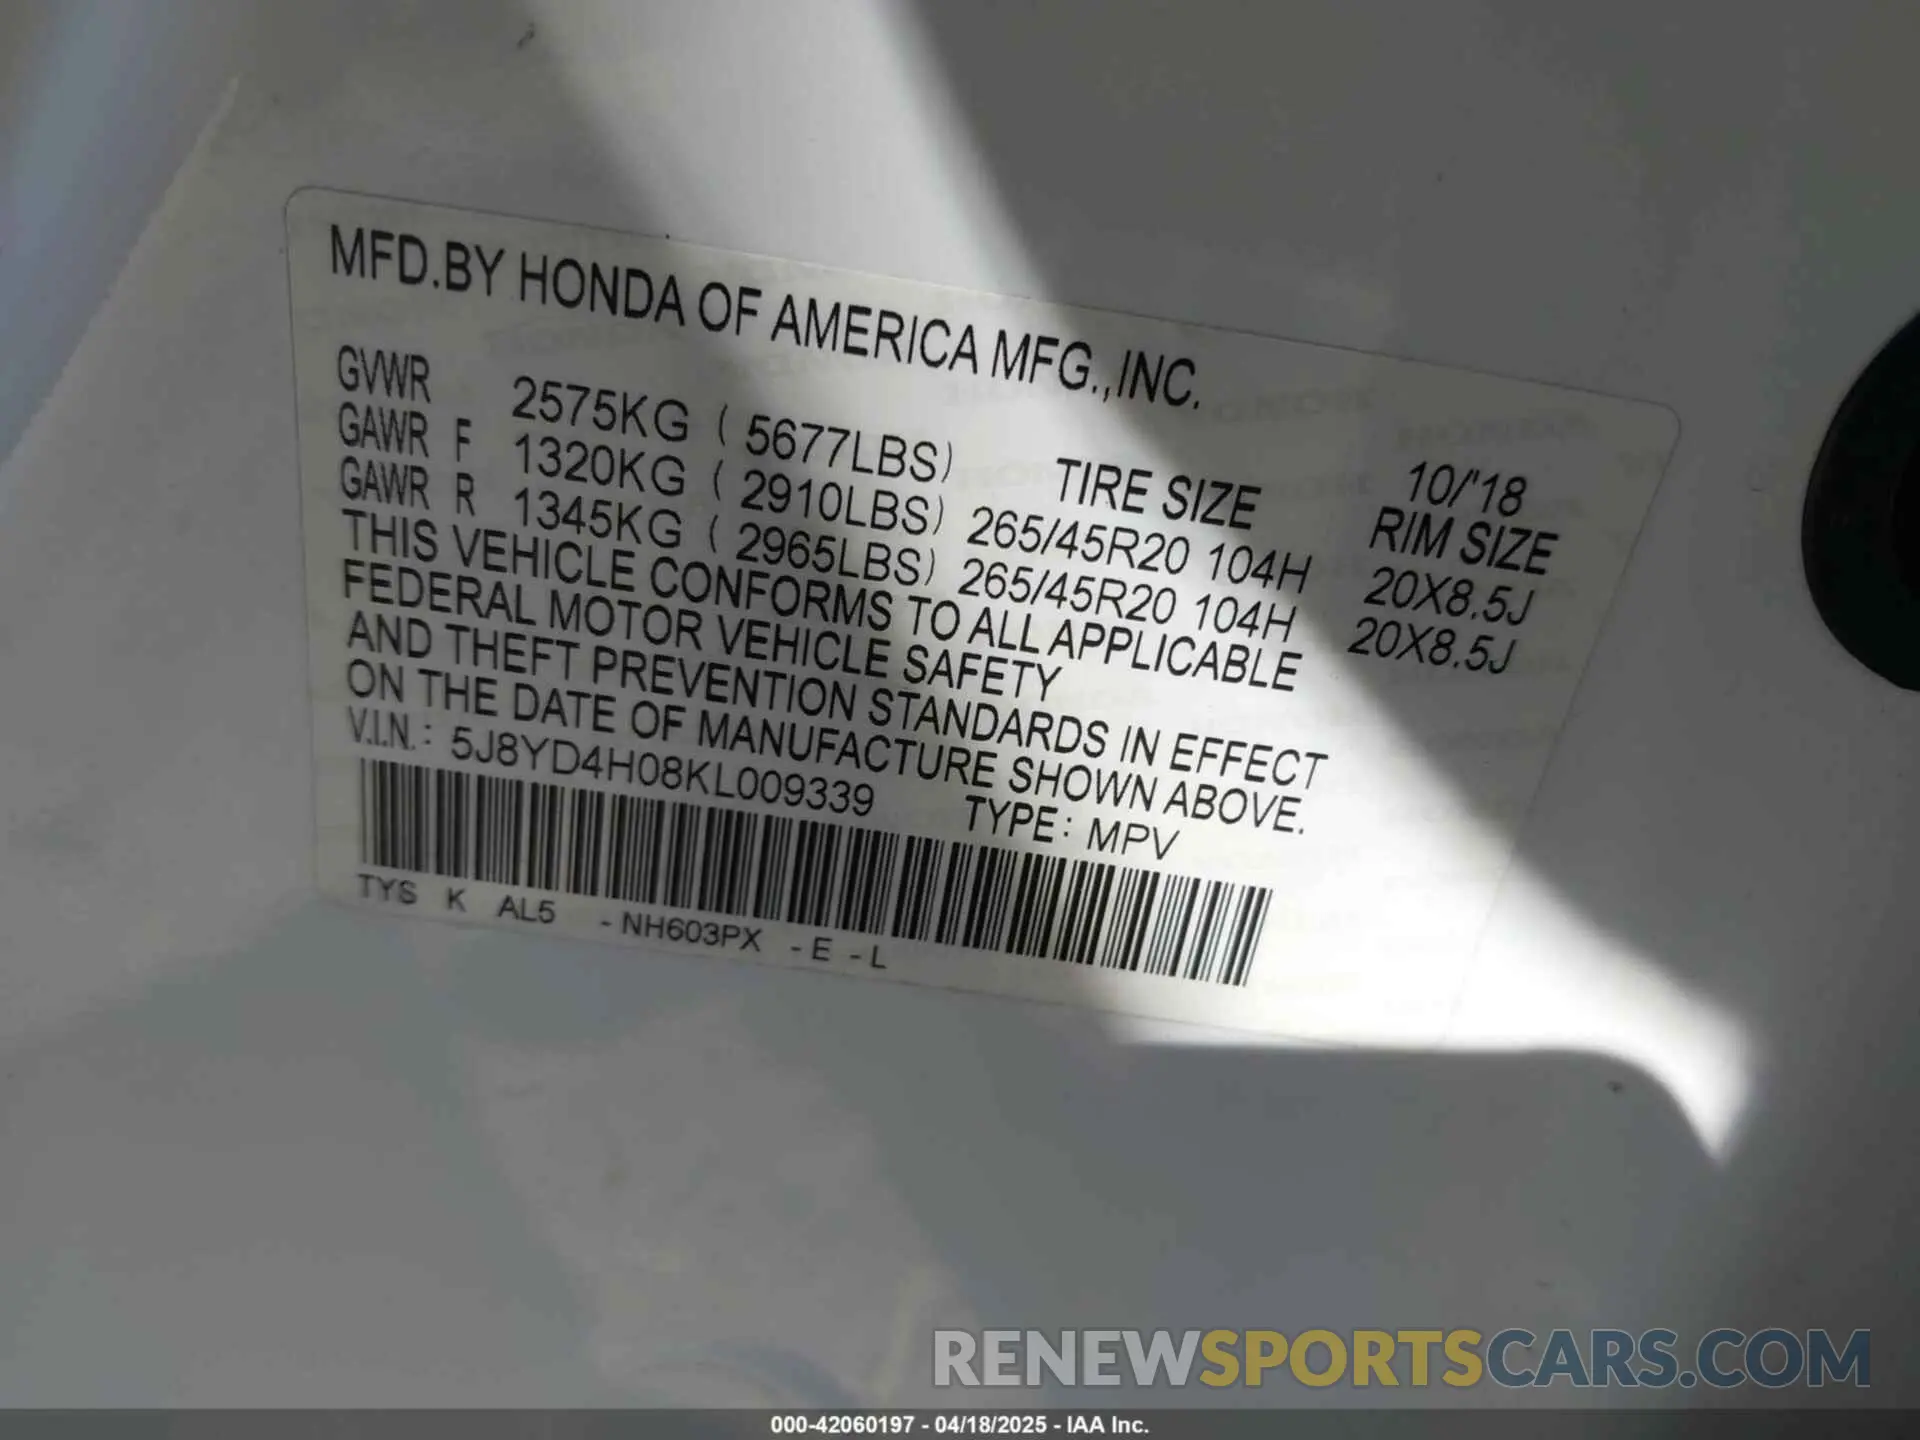 MFD.BY HONDA OF AMERICA MFG.,INC.
10/'18
GVWR 2575KG ( 5677LBS) TIRE SIZE RIM SIZE
GAWR F 1320KG ( 2910LBS) 265/45R20 104H 20X8.5J
GAWR R 1345KG ( 2965LBS) 265/45R20 104H 20X8.5J
THIS VEHICLE CONFORMS TO ALL APPLICABLE
FEDERAL MOTOR VEHICLE SAFETY
AND THEFT PREVENTION STANDARDS IN EFFECT
ON THE DATE OF MANUFACTURE SHOWN ABOVE.
V.I.N.: 5J8YD4H08KL009339 TYPE: MPV
TYS K AL5 -NH603PX -E -L
RENEWSPORTSCARS.COM
000-42060197 - 04/18/2025 - IAA Inc.